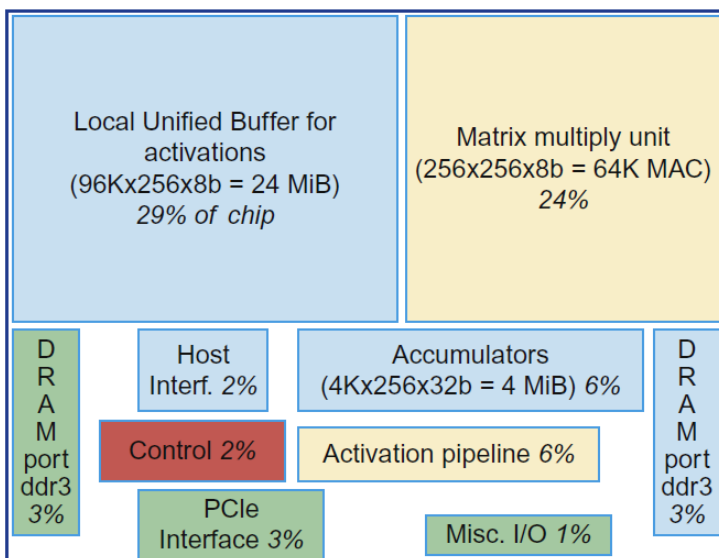 Local Unified Buffer for
activations
(96Kx256x8b = 24 MiB)
29% of chip
Matrix multiply unit
(256x256x8b = 64K MAC)
24%
D
R
A
M
port
ddr3
3%
Host
Interf. 2%
Accumulators
(4Kx256x32b = 4 MiB) 6%
D
R
A
M
port
ddr3
3%
Control 2%
Activation pipeline 6%
PCIe
Interface 3%
Misc. I/O 1%